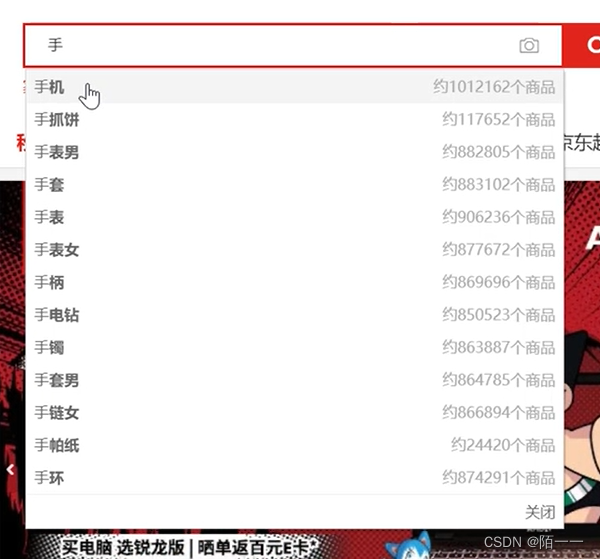 手
手机 约1012162个商品
手抓饼 约117652个商品
手表男 约882805个商品
手套 约883102个商品
手表 约906236个商品
手表女 约877672个商品
手柄 约869696个商品
手电钻 约850523个商品
手镯 约863887个商品
手套男 约864785个商品
手链女 约866894个商品
手帕纸 约24420个商品
手环 约874291个商品
关闭
京东超
A
买电脑 选锐龙版 | 晒单返百元E卡*
CSDN @陌一一